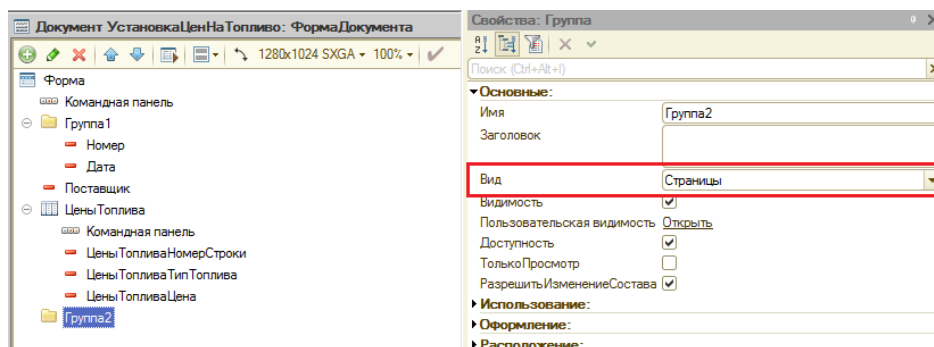 Документ УстановкаЦенНаТопливо: ФормаДокумента
1280x1024 SXGA 100%
Форма
Командная панель
Группа1
Номер
Дата
Поставщик
ЦеныТоплива
Командная панель
ЦеныТопливаНомерСтроки
ЦеныТопливаТипТоплива
ЦеныТопливаЦена
Группа2
Свойства: Группа
Поиск (Ctrl+Alt+I)
Основные:
Имя Группа2
Заголовок
Вид Страницы
Видимость
Пользовательская видимость Открыть
Доступность
ТолькоПросмотр
РазрешитьИзменениеСостава
Использование:
Оформление:
Расположение: